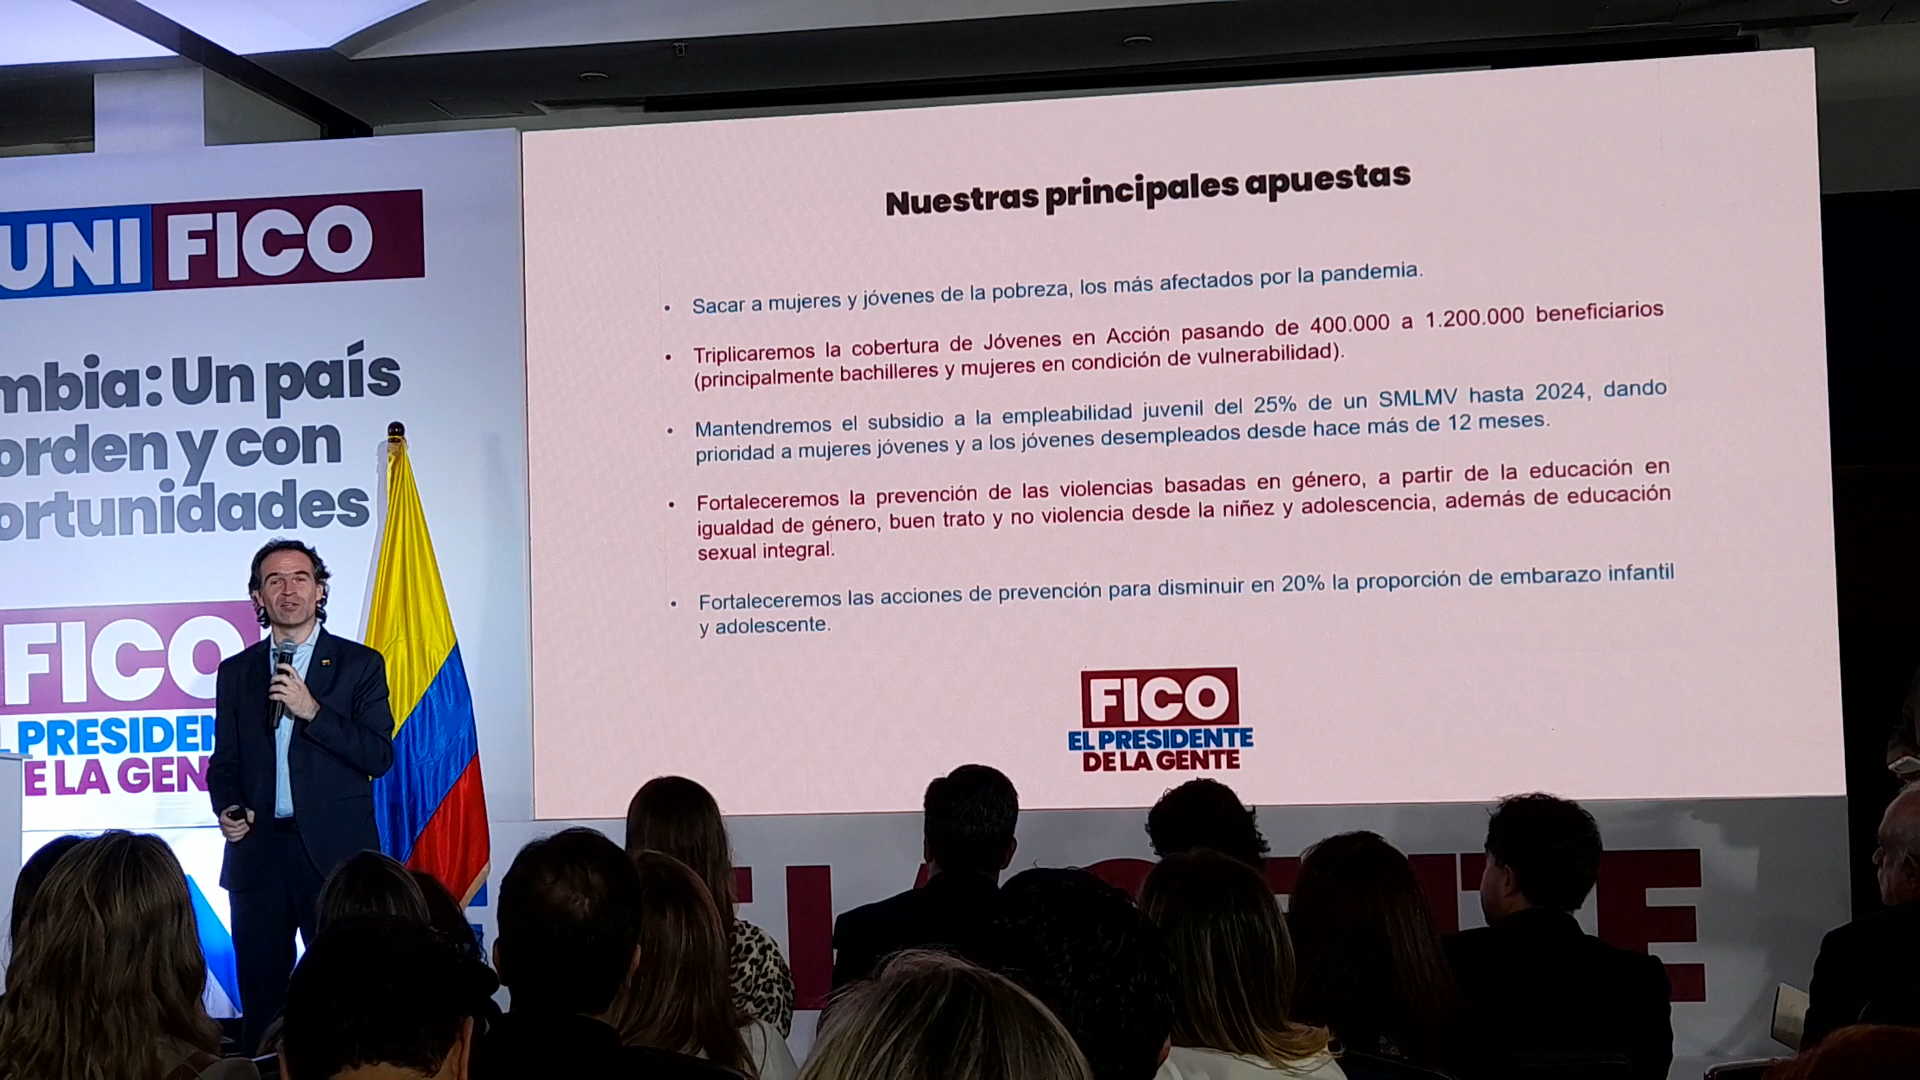 UNI FICO
mbia: Un país
orden y con
ortunidades
FICO
EL PRESIDEN
E LA GEN
Nuestras principales apuestas
• Sacar a mujeres y jóvenes de la pobreza, los más afectados por la pandemia.
• Triplicaremos la cobertura de Jóvenes en Acción pasando de 400.000 a 1.200.000 beneficiarios
(principalmente bachilleres y mujeres en condición de vulnerabilidad).
• Mantendremos el subsidio a la empleabilidad juvenil del 25% de un SMLMV hasta 2024, dando
prioridad a mujeres jóvenes y a los jóvenes desempleados desde hace más de 12 meses.
• Fortaleceremos la prevención de las violencias basadas en género, a partir de la educación en
igualdad de género, buen trato y no violencia desde la niñez y adolescencia, además de educación
sexual integral.
• Fortaleceremos las acciones de prevención para disminuir en 20% la proporción de embarazo infantil
y adolescente.
FICO
EL PRESIDENTE
DE LA GENTE